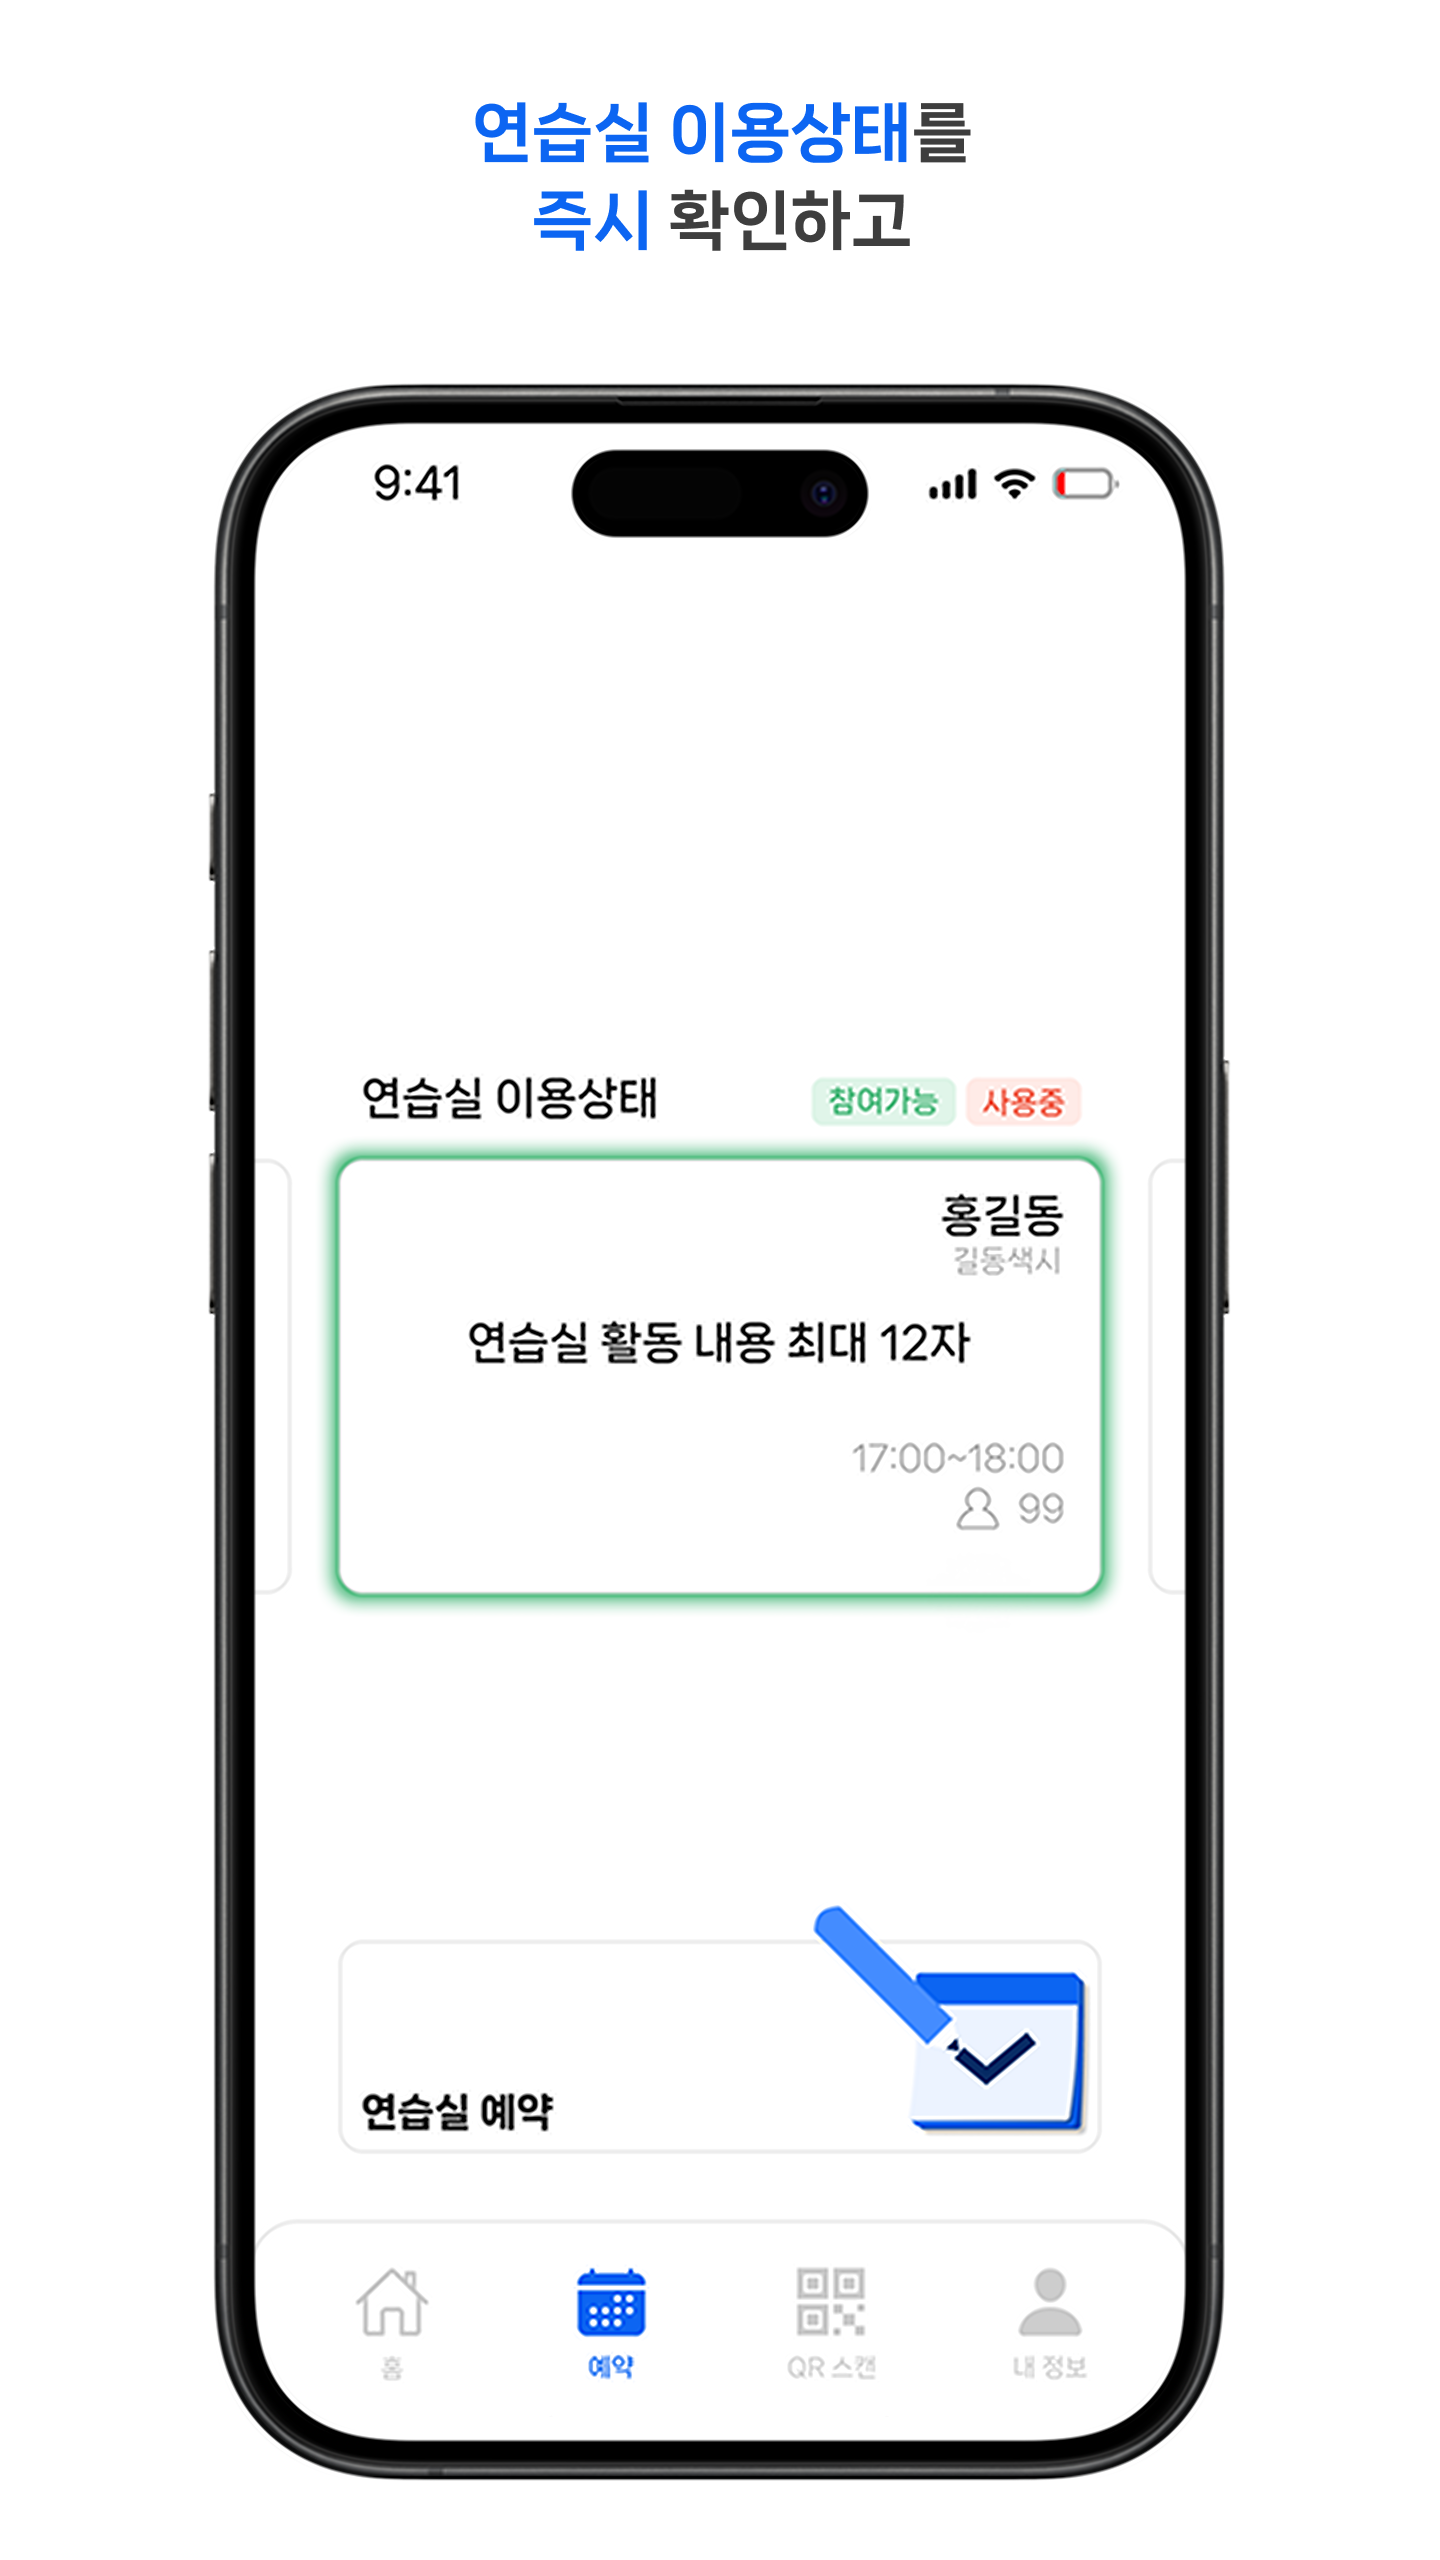 연습실 이용상태를
즉시 확인하고
9:41
연습실 이용상태
참여가능
사용중
홍길동
길동색시
연습실 활동 내용 최대 12자
17:00~18:00
99
연습실 예약
홈
예약
QR 스캔
내 정보